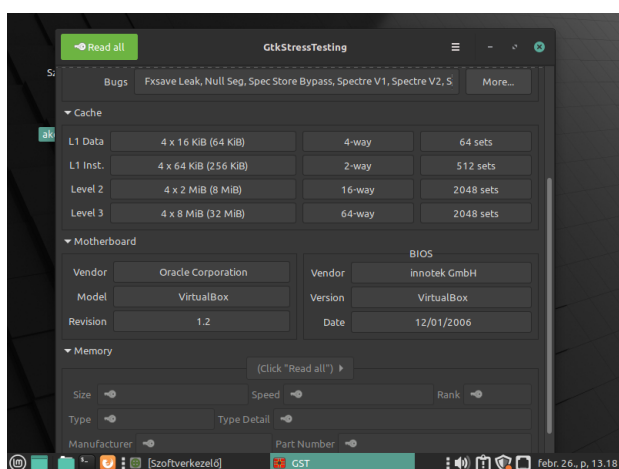 Read all
GtkStressTesting
Bugs Fxsave Leak, Null Seg, Spec Store Bypass, Spectre V1, Spectre V2, S More...
Cache
L1 Data 4 x 16 KiB (64 KiB) 4-way 64 sets
L1 Inst. 4 x 64 KiB (256 KiB) 2-way 512 sets
Level 2 4 x 2 MiB (8 MiB) 16-way 2048 sets
Level 3 4 x 8 MiB (32 MiB) 64-way 2048 sets
Motherboard
BIOS
Vendor Oracle Corporation Vendor innotek GmbH
Model VirtualBox Version VirtualBox
Revision 1.2 Date 12/01/2006
Memory
(Click "Read all")
Size Speed Rank
Type Type Detail
Manufacturer Part Number
[Szoftverkezelő] GST febr. 26., p, 13.18